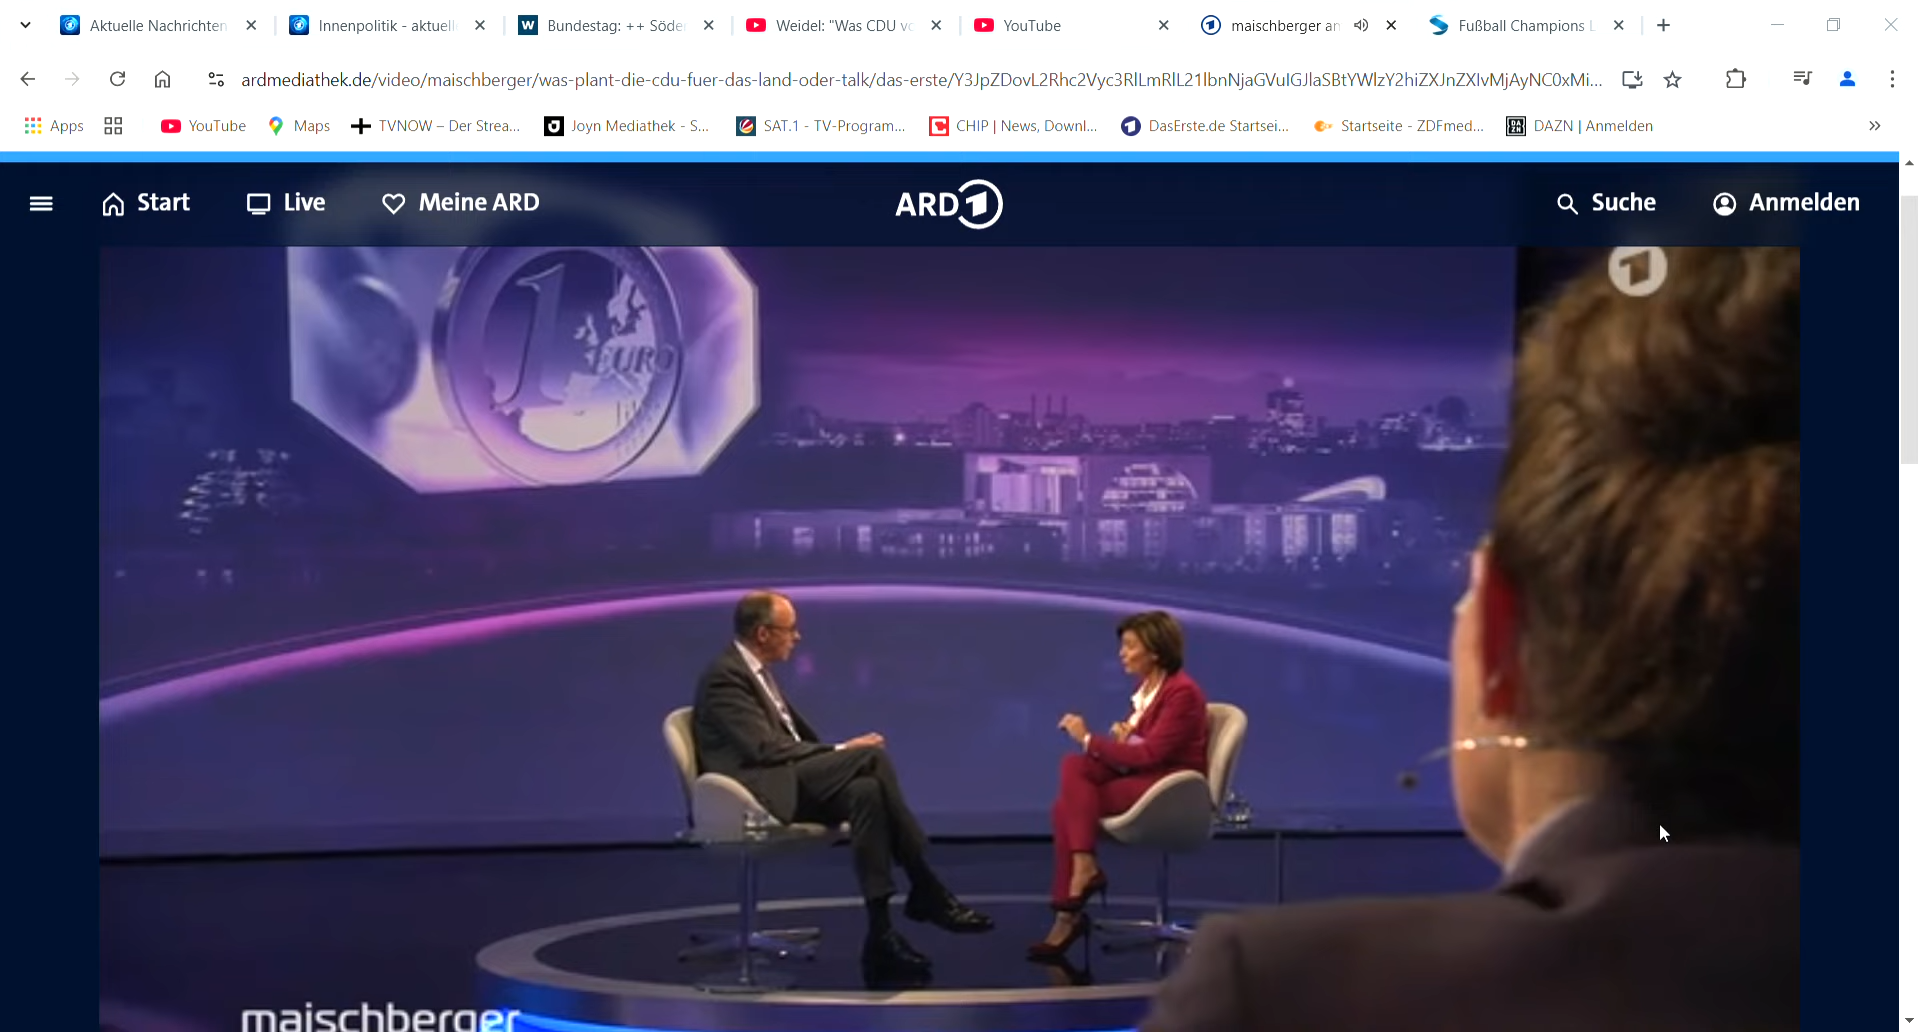 Aktuelle Nachrichten
Innenpolitik - aktuell
Bundestag: ++ Söde
Weidel: "Was CDU vo
YouTube
maischberger an
Fußball Champions L
ardmediathek.de/video/maischberger/was-plant-die-cdu-fuer-das-land-oder-talk/das-erste/Y3JpZDovL2Rhc2Vyc3RlLmRlL21lbnNjaGVuIGJlaSBtYWlzY2hiZXJnZXIvMjAyNC0xMi...
Apps
YouTube
Maps
TVNOW – Der Strea...
Joyn Mediathek - S...
SAT.1 - TV-Program...
CHIP | News, Downl...
DasErste.de Startsei...
Startseite - ZDFmed...
DAZN | Anmelden
Start
Live
Meine ARD
ARD 1
Suche
Anmelden
1
1
EURO
maischberger